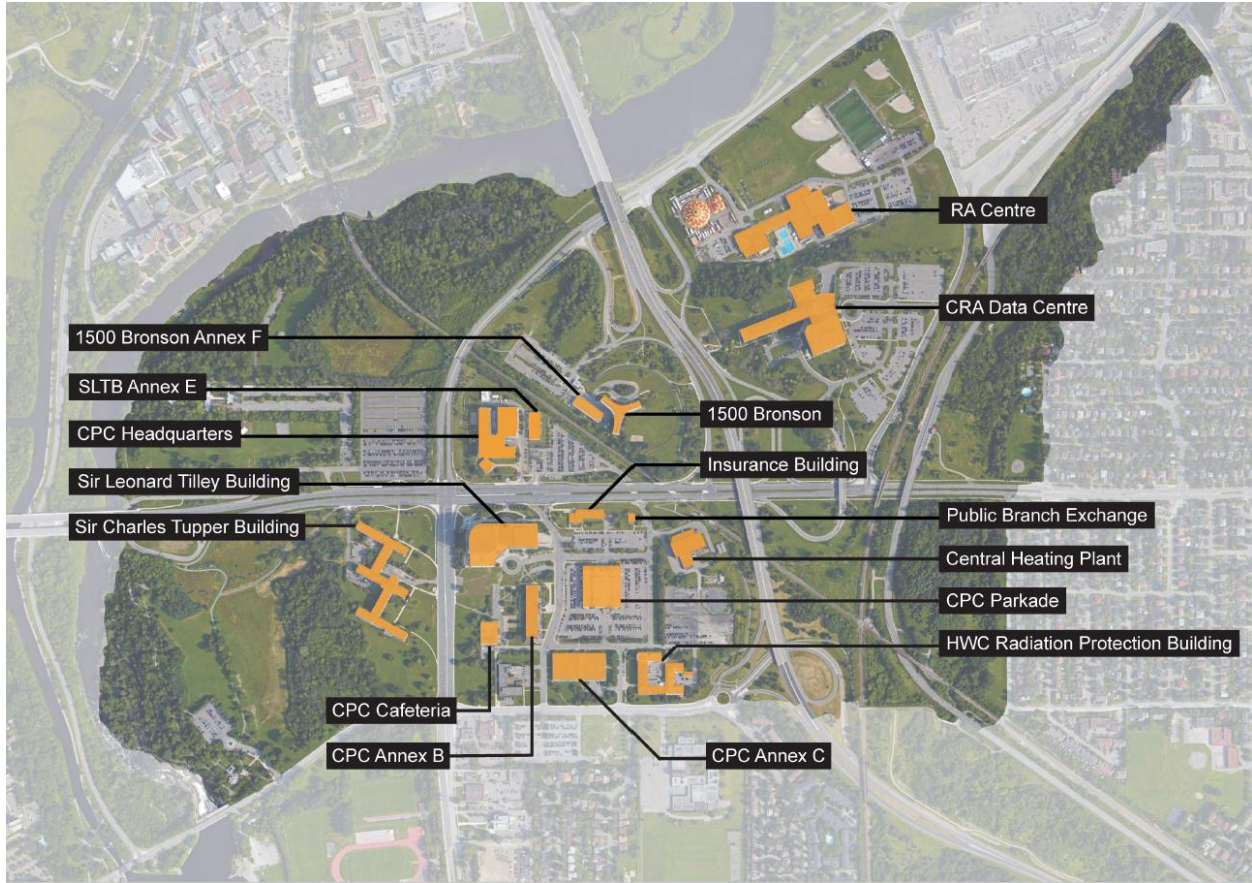 RA Centre
CRA Data Centre
1500 Bronson Annex F
SLTB Annex E
1500 Bronson
CPC Headquarters
Insurance Building
Sir Leonard Tilley Building
Public Branch Exchange
Sir Charles Tupper Building
Central Heating Plant
CPC Parkade
HWC Radiation Protection Building
CPC Cafeteria
CPC Annex B
CPC Annex C